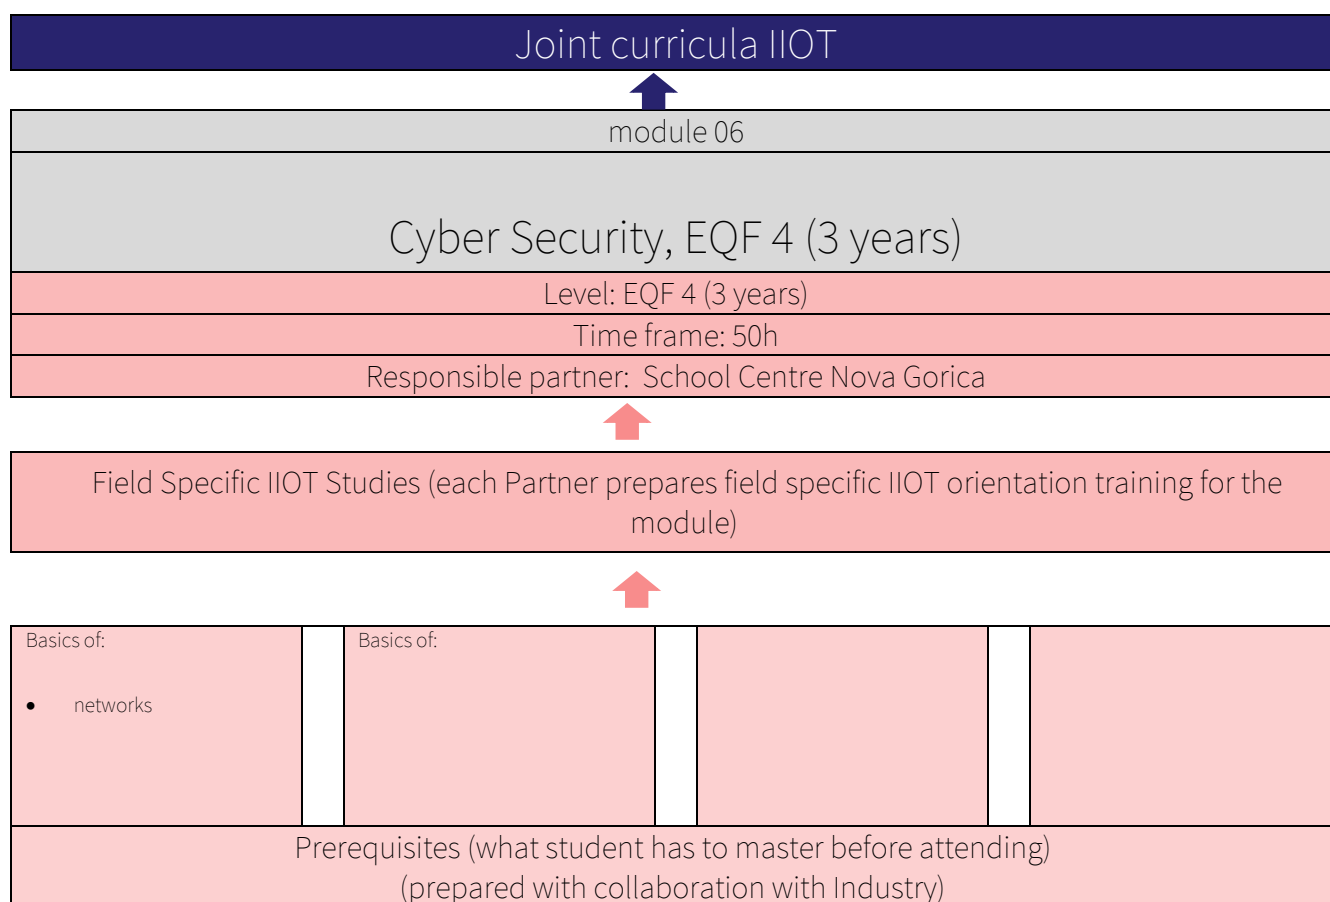 Joint curricula IIOT
module 06
Cyber Security, EQF 4 (3 years)
Level: EQF 4 (3 years)
Time frame: 50h
Responsible partner:  School Centre Nova Gorica
Field Specific IIOT Studies (each Partner prepares field specific IIOT orientation training for the
module)
Basics of:
• networks
Basics of:
Prerequisites (what student has to master before attending)
(prepared with collaboration with Industry)